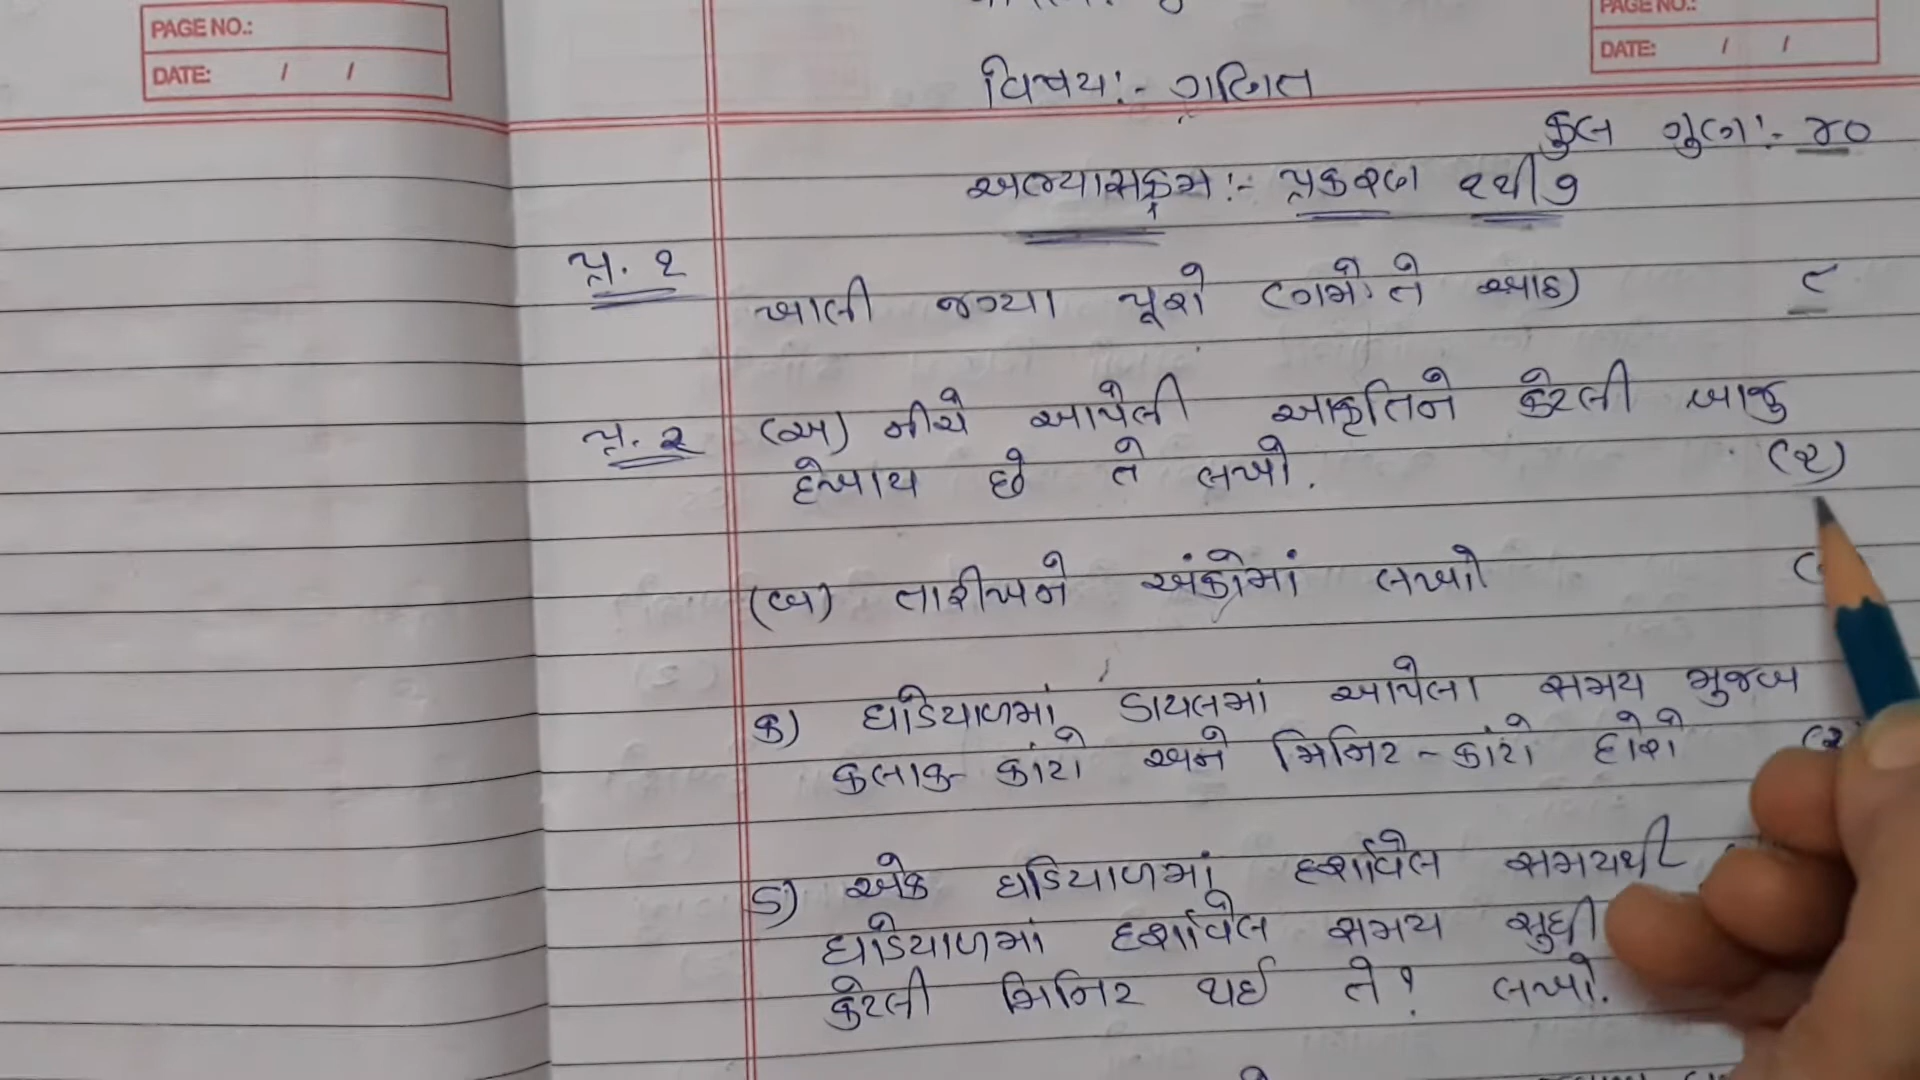 PAGE NO.:
DATE: / /
PAGE NO.:
DATE: / /
વિષય:- ગણિત
કુલ ગુણ:- ૪૦
અભ્યાસક્રમ:- પ્રકરણ ૧થી ૭
પ્ર. ૧ ખાલી જગ્યા પૂરો (ગમે તે આઠ) ૮
પ્ર. ૨ (અ) નીચે આપેલી આકૃતિને કેટલી બાજુ
દેખાય છે તે લખો. (૨)
(બ) તારીખને અંકોમાં લખો
ક) ઘડિયાળમાં ડાયલમાં આપેલા સમય મુજબ
કલાક-કાંટો અને મિનિટ-કાંટો દોરો (૨
ડ) એક ઘડિયાળમાં દર્શાવેલ સમયથી
ઘડિયાળમાં દર્શાવેલ સમય સુધી
કેટલી મિનિટ થઈ તે? લખો.